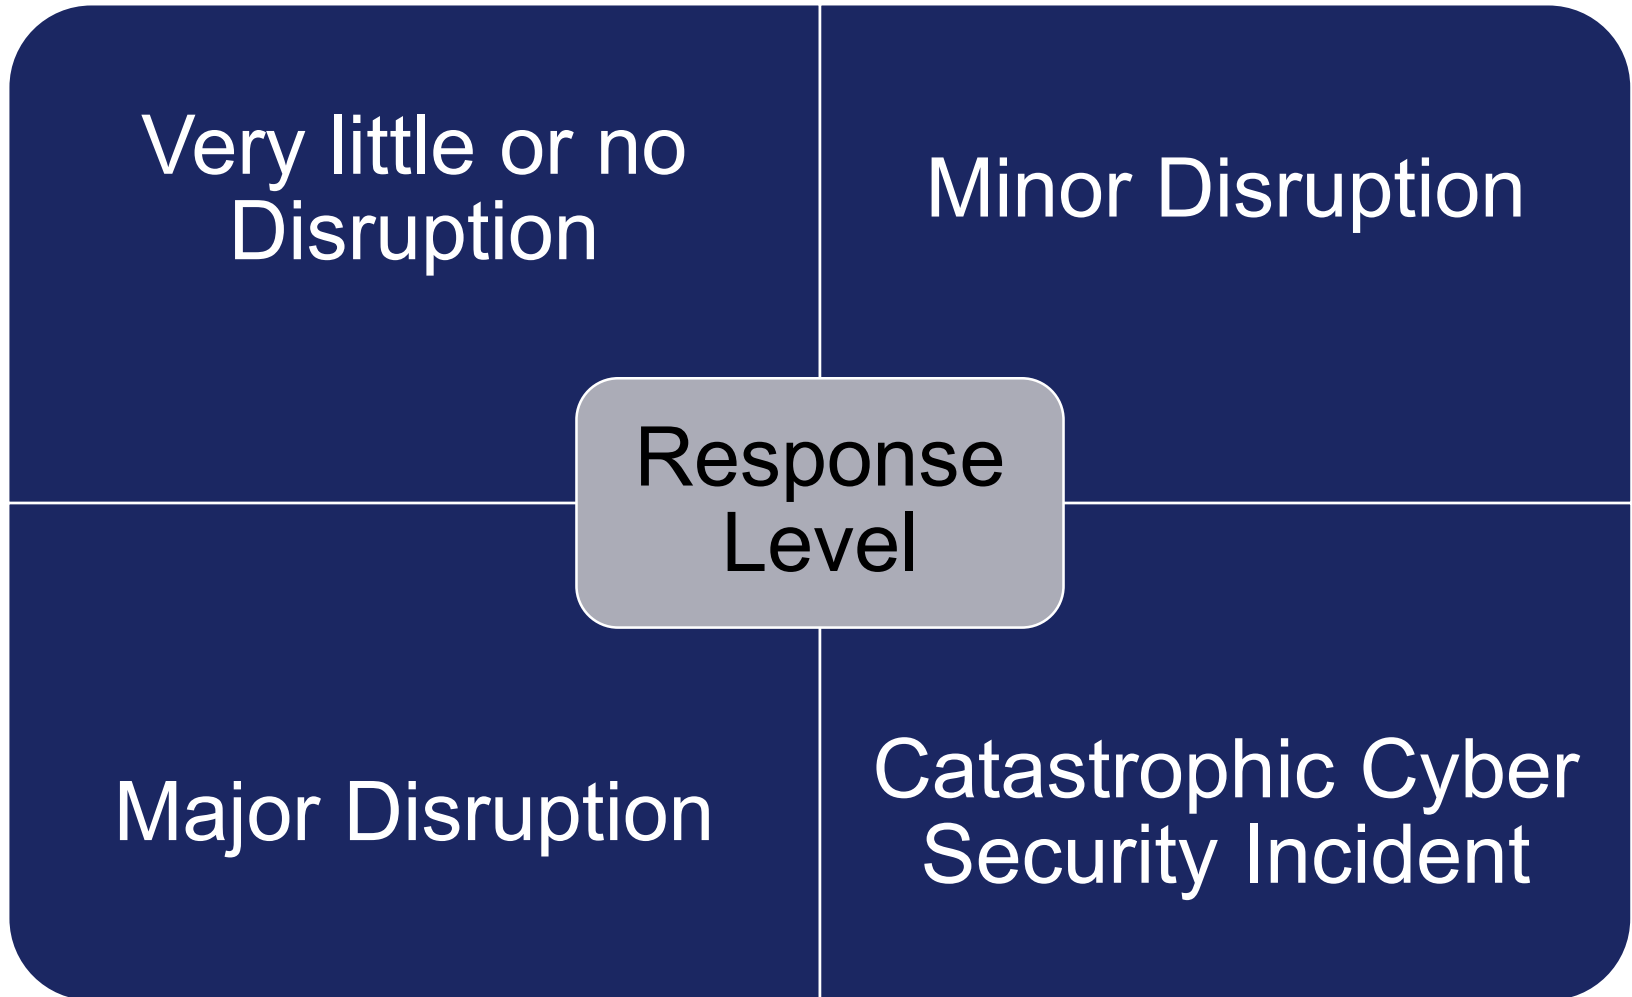 Very little or no
Disruption
Minor Disruption
Response
Level
Major Disruption
Catastrophic Cyber
Security Incident